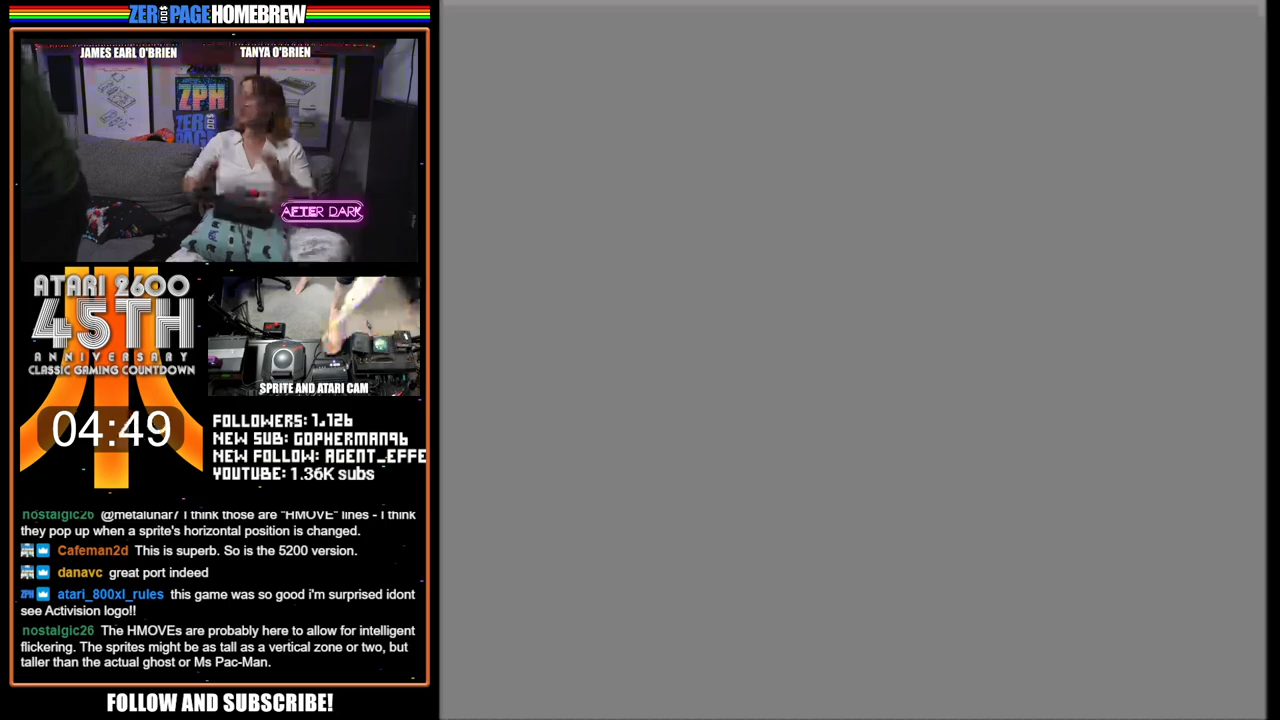 ZERO PAGE HOMEBREW
JAMES EARL O'BRIEN
TANYA O'BRIEN
ZPH
ZERO
PAG
AFTER DARK
ATARI 2600
45TH
ANNIVERSARY
CLASSIC GAMING COUNTDOWN
04:49
SPRITE AND ATARI CAM
FOLLOWERS: 1,126
NEW SUB: GOPHERMAN96
NEW FOLLOW: AGENT_EFFE
YOUTUBE: 1.36K subs
nostalgic26 @metalunar7 I think those are "HMOVE" lines - I think
they pop up when a sprite's horizontal position is changed.
Cafeman2d This is superb. So is the 5200 version.
danavc great port indeed
atari_800xl_rules this game was so good i'm surprised idont
see Activision logo!!
nostalgic26 The HMOVEs are probably here to allow for intelligent
flickering. The sprites might be as tall as a vertical zone or two, but
taller than the actual ghost or Ms Pac-Man.
FOLLOW AND SUBSCRIBE!